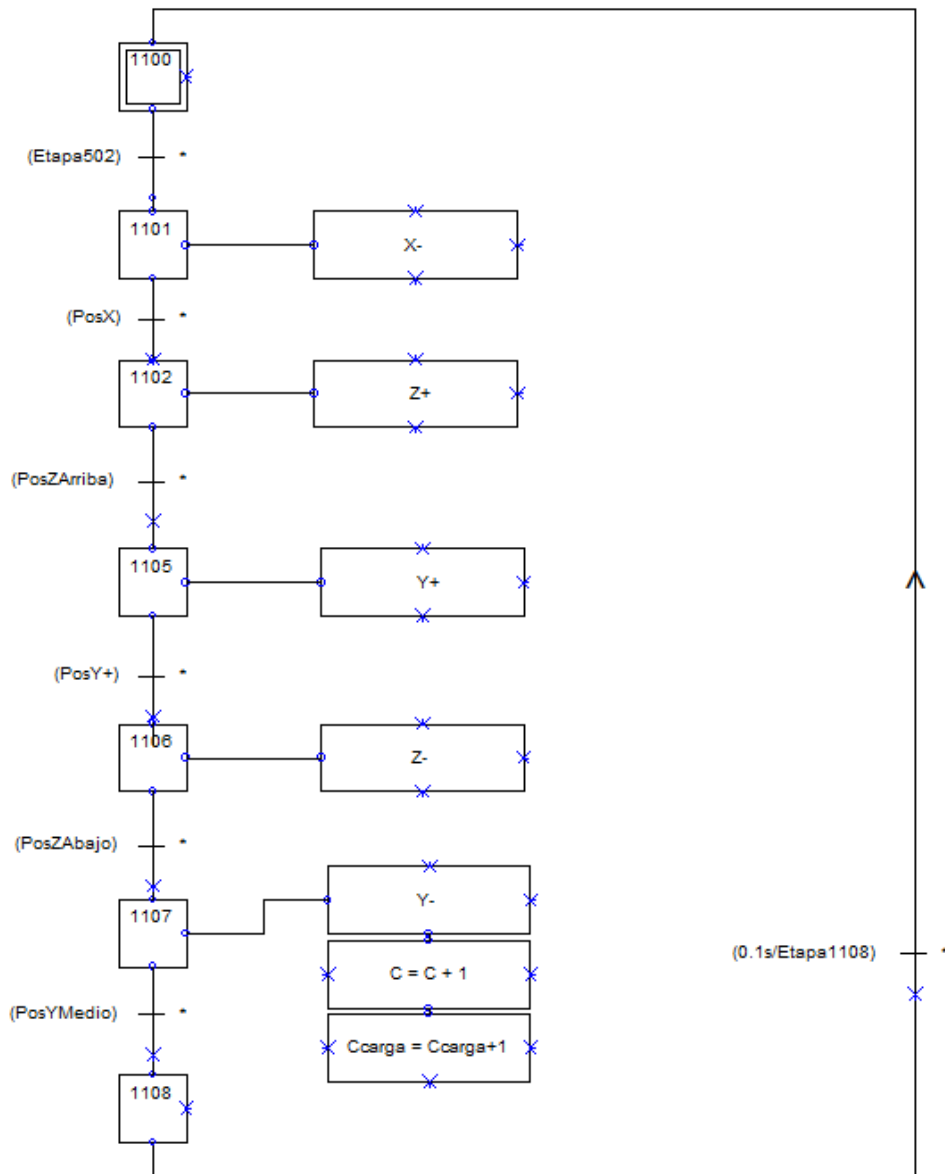 1100
(Etapa502) *
1101
X-
(PosX) *
1102
Z+
(PosZArriba) *
1105
Y+
(PosY+) *
1106
Z-
(PosZAbajo) *
1107
Y-
C = C + 1
(0.1s/Etapa1108) *
(PosYMedio) *
Ccarga = Ccarga+1
1108